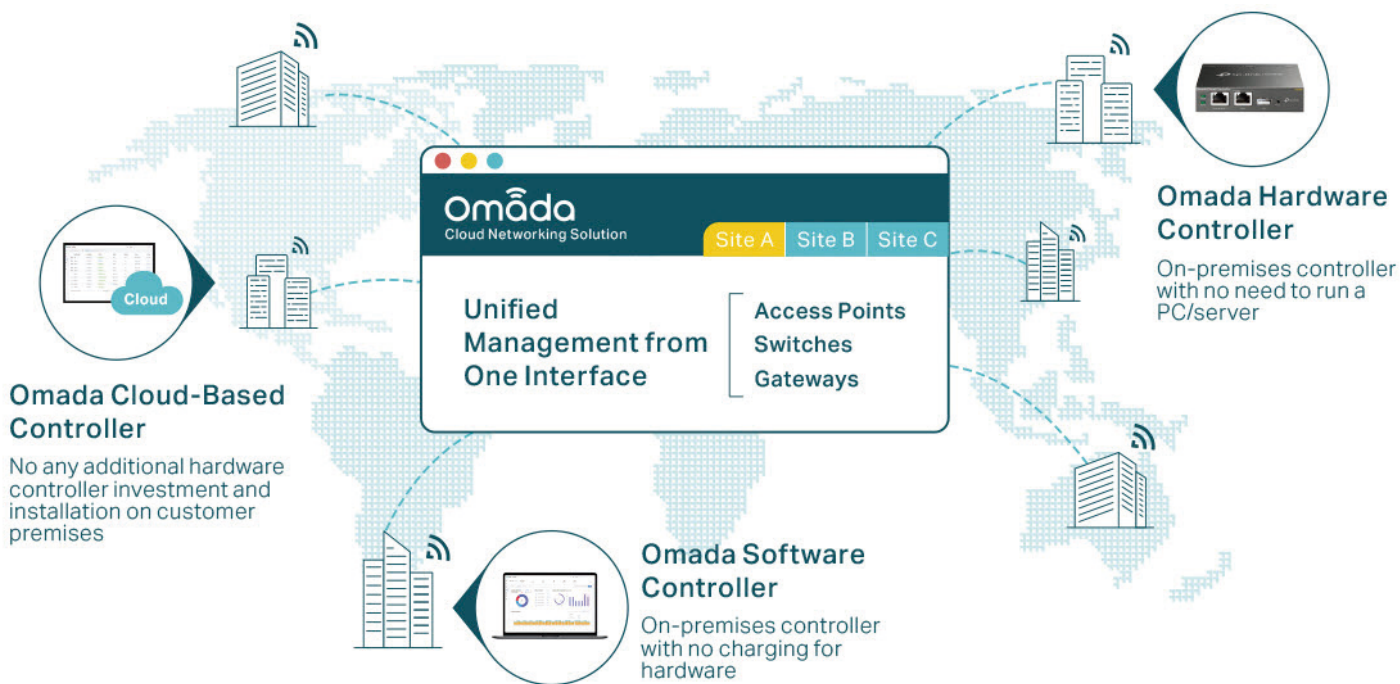 Omada
Cloud Networking Solution
Site A
Site B
Site C
Unified
Management from
One Interface
Access Points
Switches
Gateways
Omada Hardware
Controller
On-premises controller
with no need to run a
PC/server
Cloud
Omada Cloud-Based
Controller
No any additional hardware
controller investment and
installation on customer
premises
Omada Software
Controller
On-premises controller
with no charging for
hardware